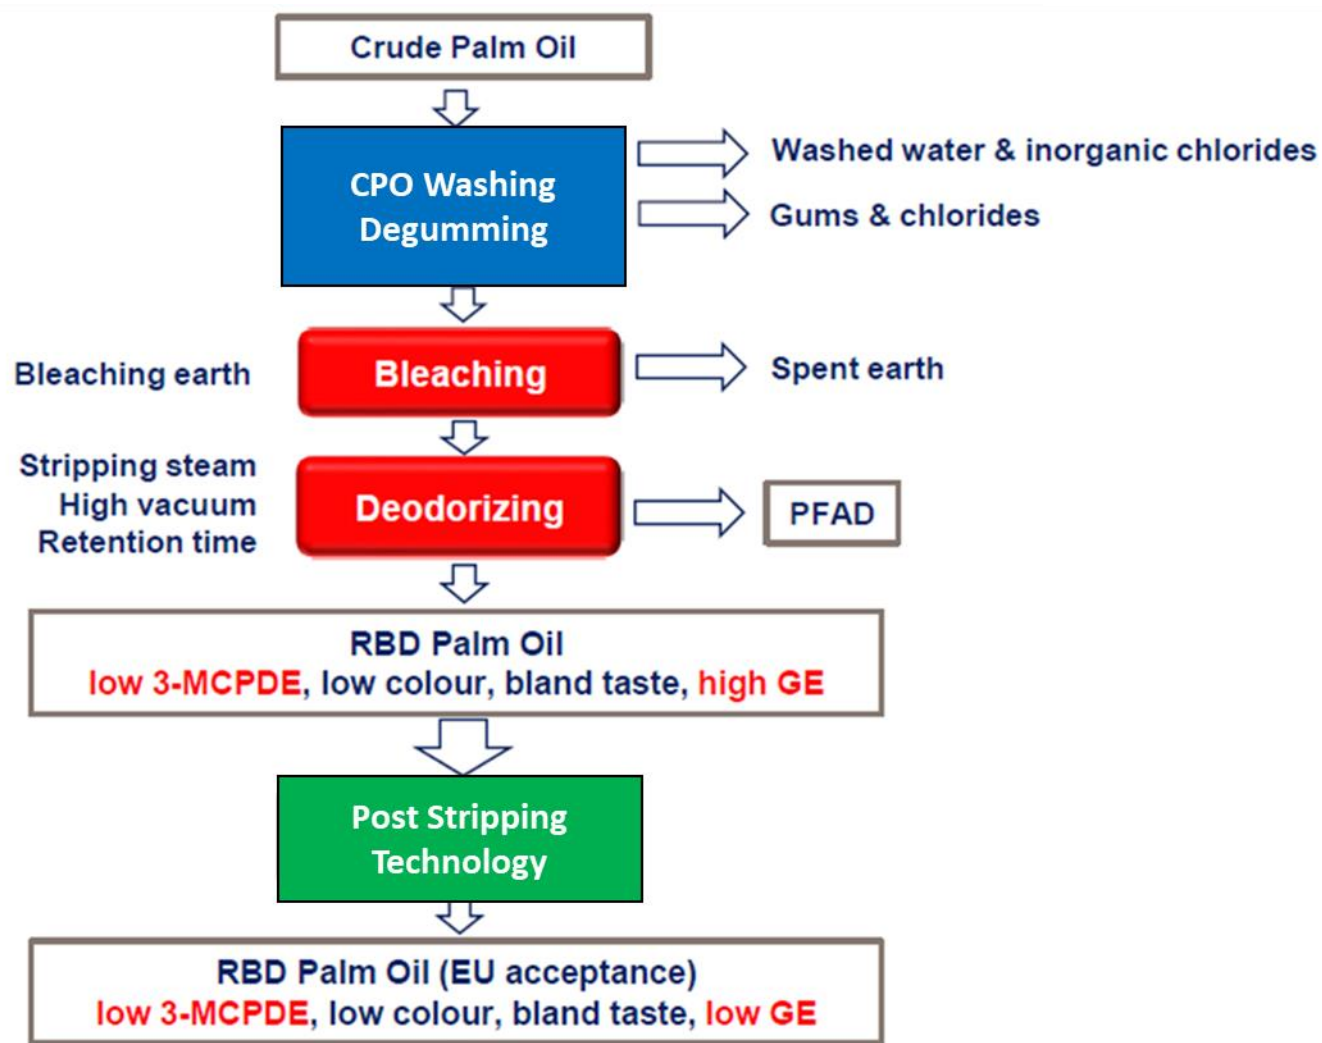 Crude Palm Oil
CPO Washing
Degumming
Washed water & inorganic chlorides
Gums & chlorides
Bleaching earth
Bleaching
Spent earth
Stripping steam
High vacuum
Retention time
Deodorizing
PFAD
RBD Palm Oil
low 3-MCPDE, low colour, bland taste, high GE
Post Stripping
Technology
RBD Palm Oil (EU acceptance)
low 3-MCPDE, low colour, bland taste, low GE